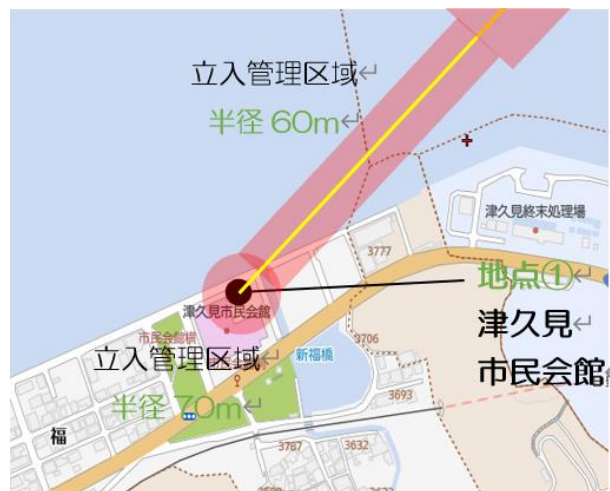 立入管理区域↵
半径 60m↵
津久見終末処理場
3777
地点①↵
津久見市民会館
津久見↵
市民会館
市民会館横
3706
立入管理区域↵
新福橋
半径 70m↵
3693
福
3787
3632